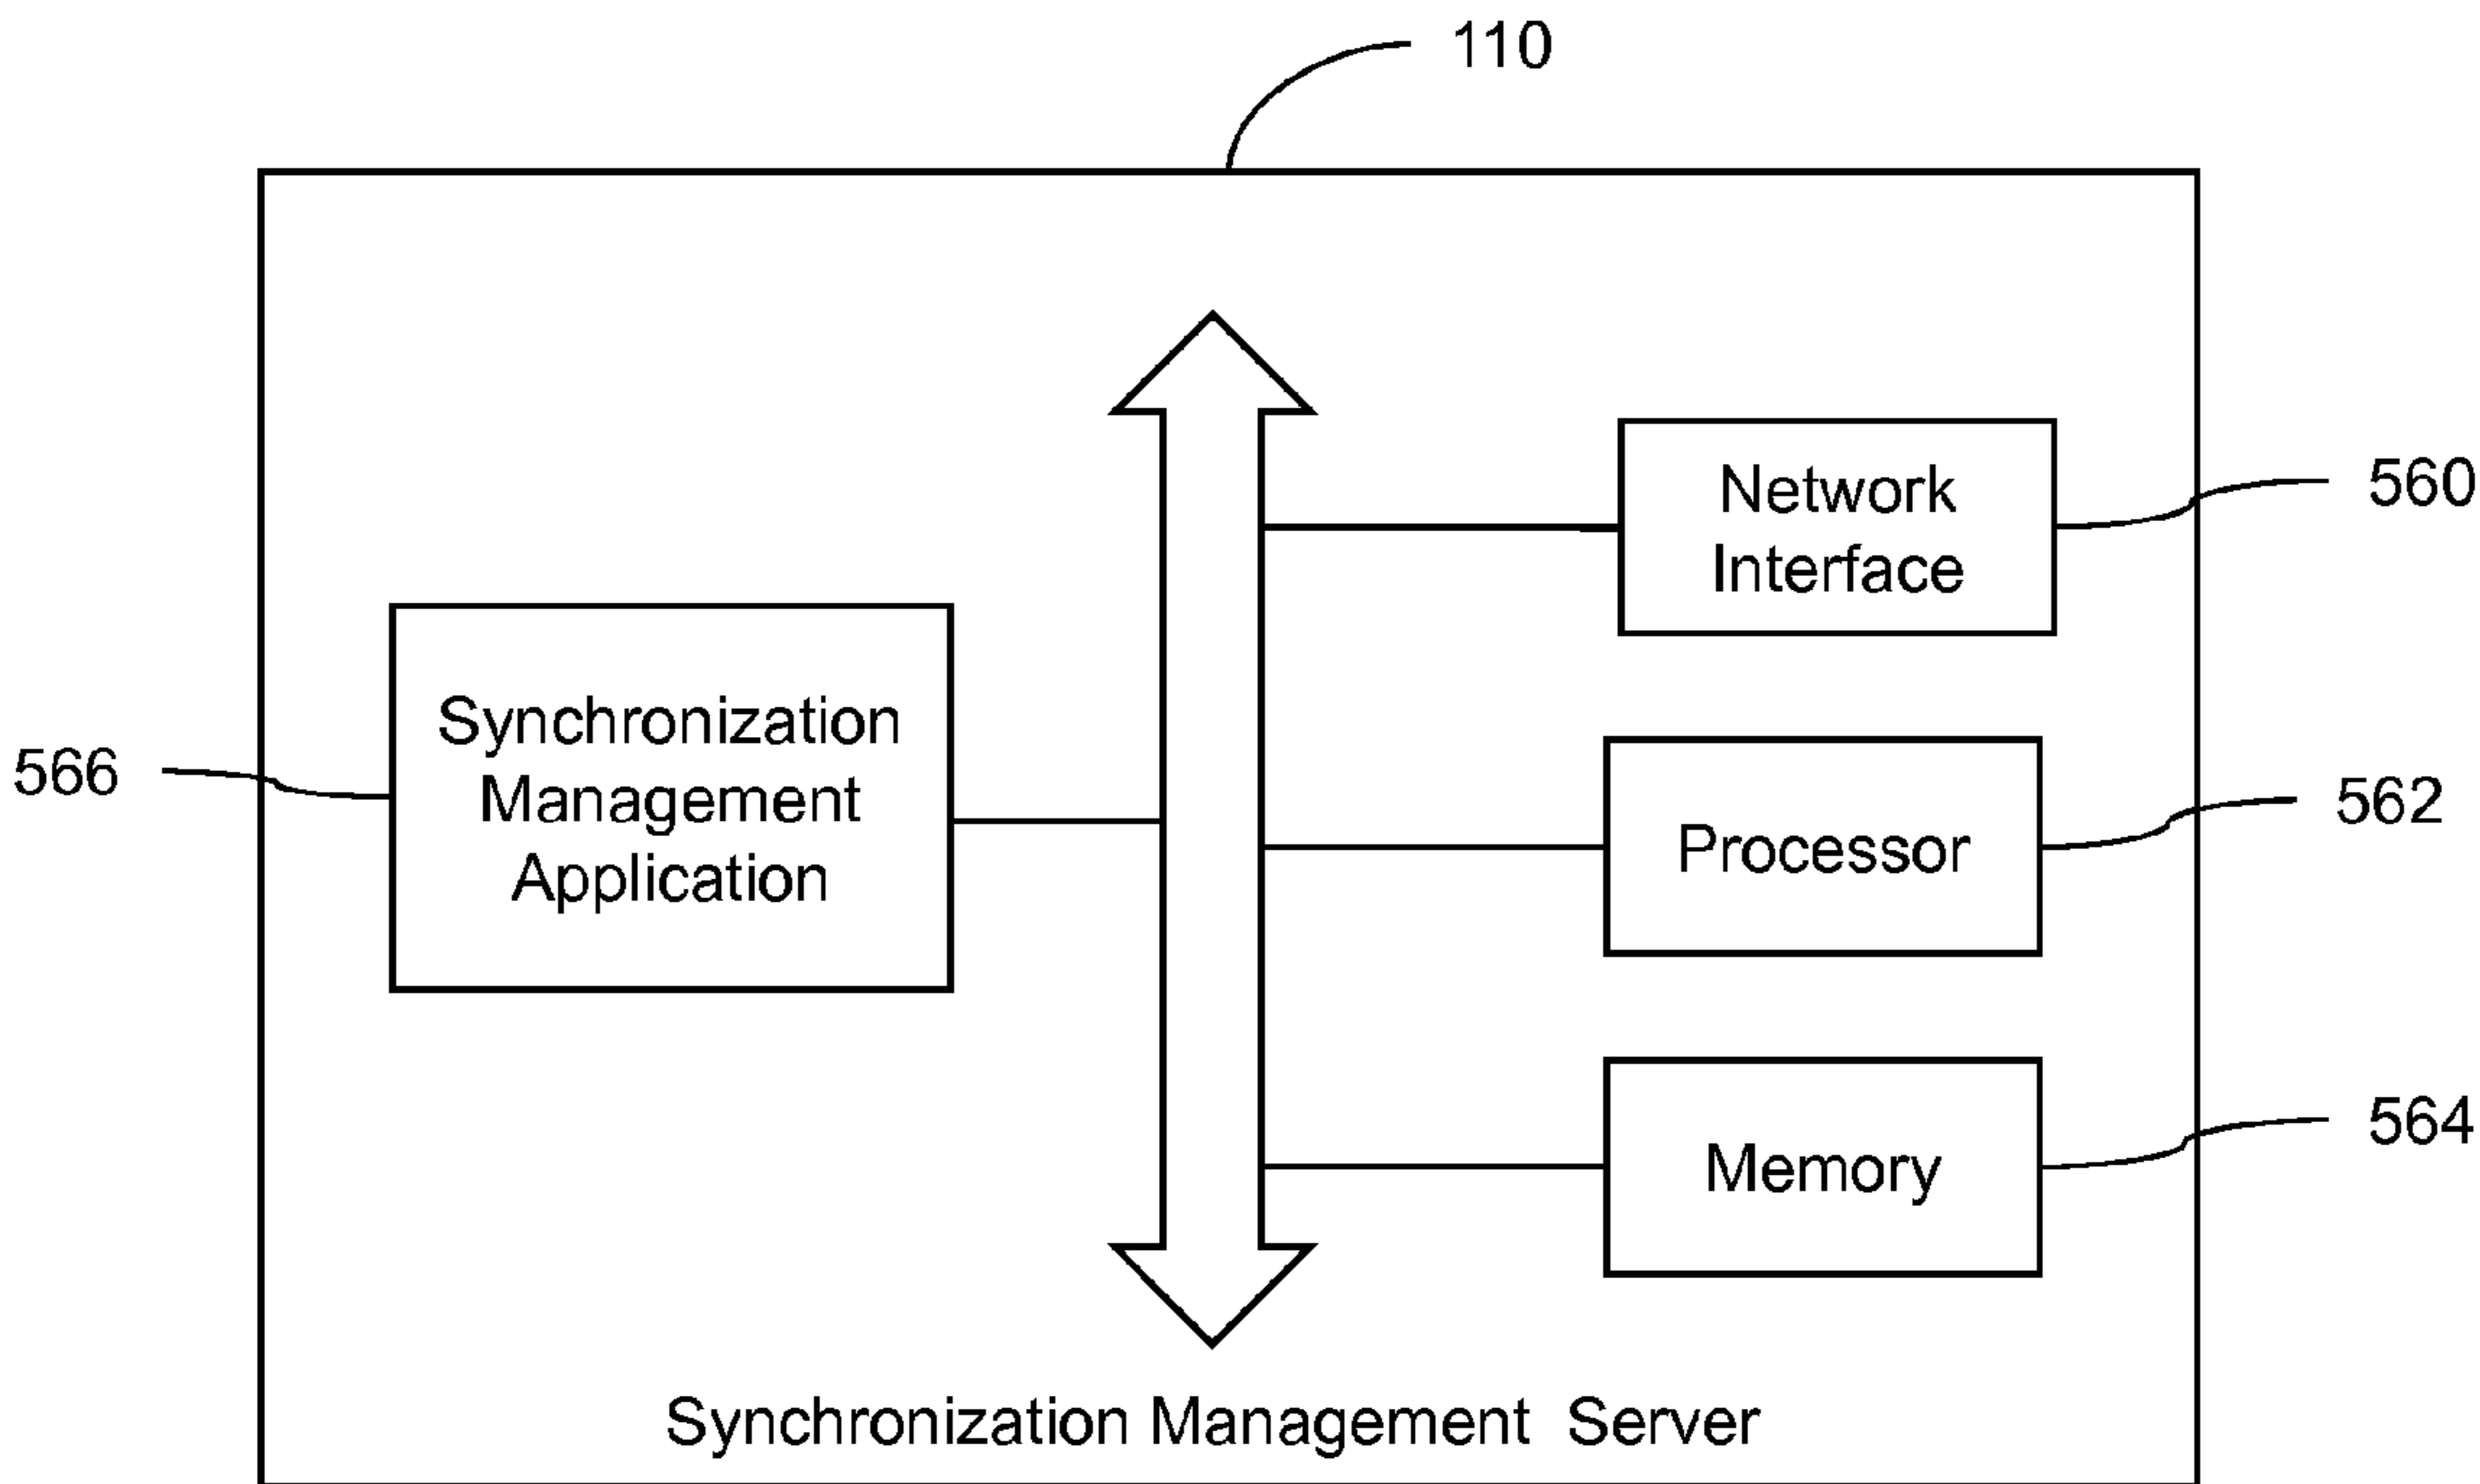 110
Network
Interface
560
Synchronization
Management
Application
566
Processor
562
Memory
564
Synchronization Management Server